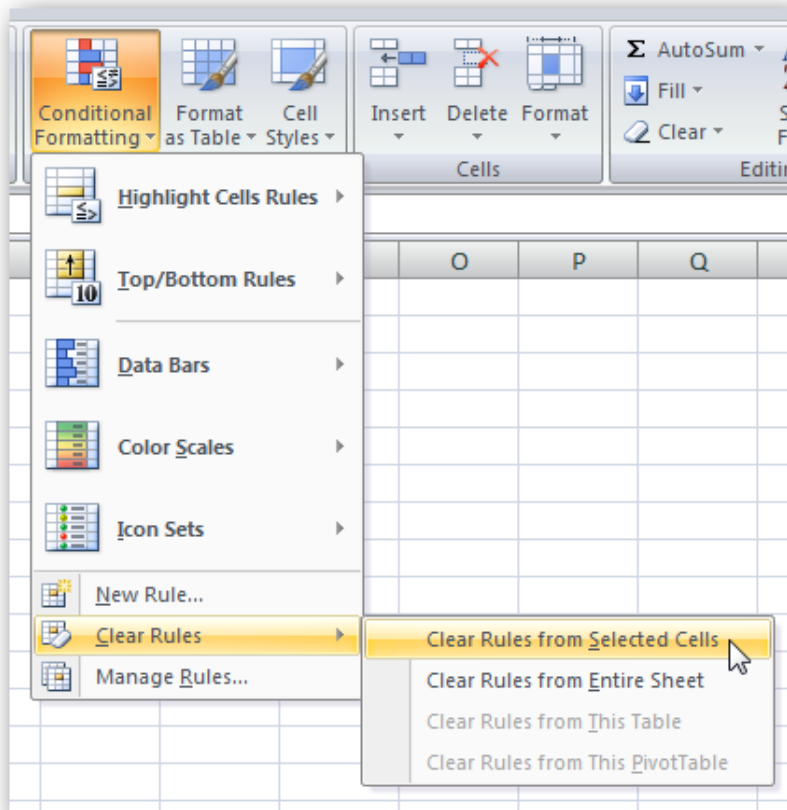 Conditional Formatting
Format as Table
Cell Styles
Insert
Delete
Format
Cells
Σ AutoSum
Fill
Clear
O P Q
Highlight Cells Rules
Top/Bottom Rules
10
Data Bars
Color Scales
Icon Sets
New Rule...
Clear Rules
Manage Rules...
Clear Rules from Selected Cells
Clear Rules from Entire Sheet
Clear Rules from This Table
Clear Rules from This PivotTable